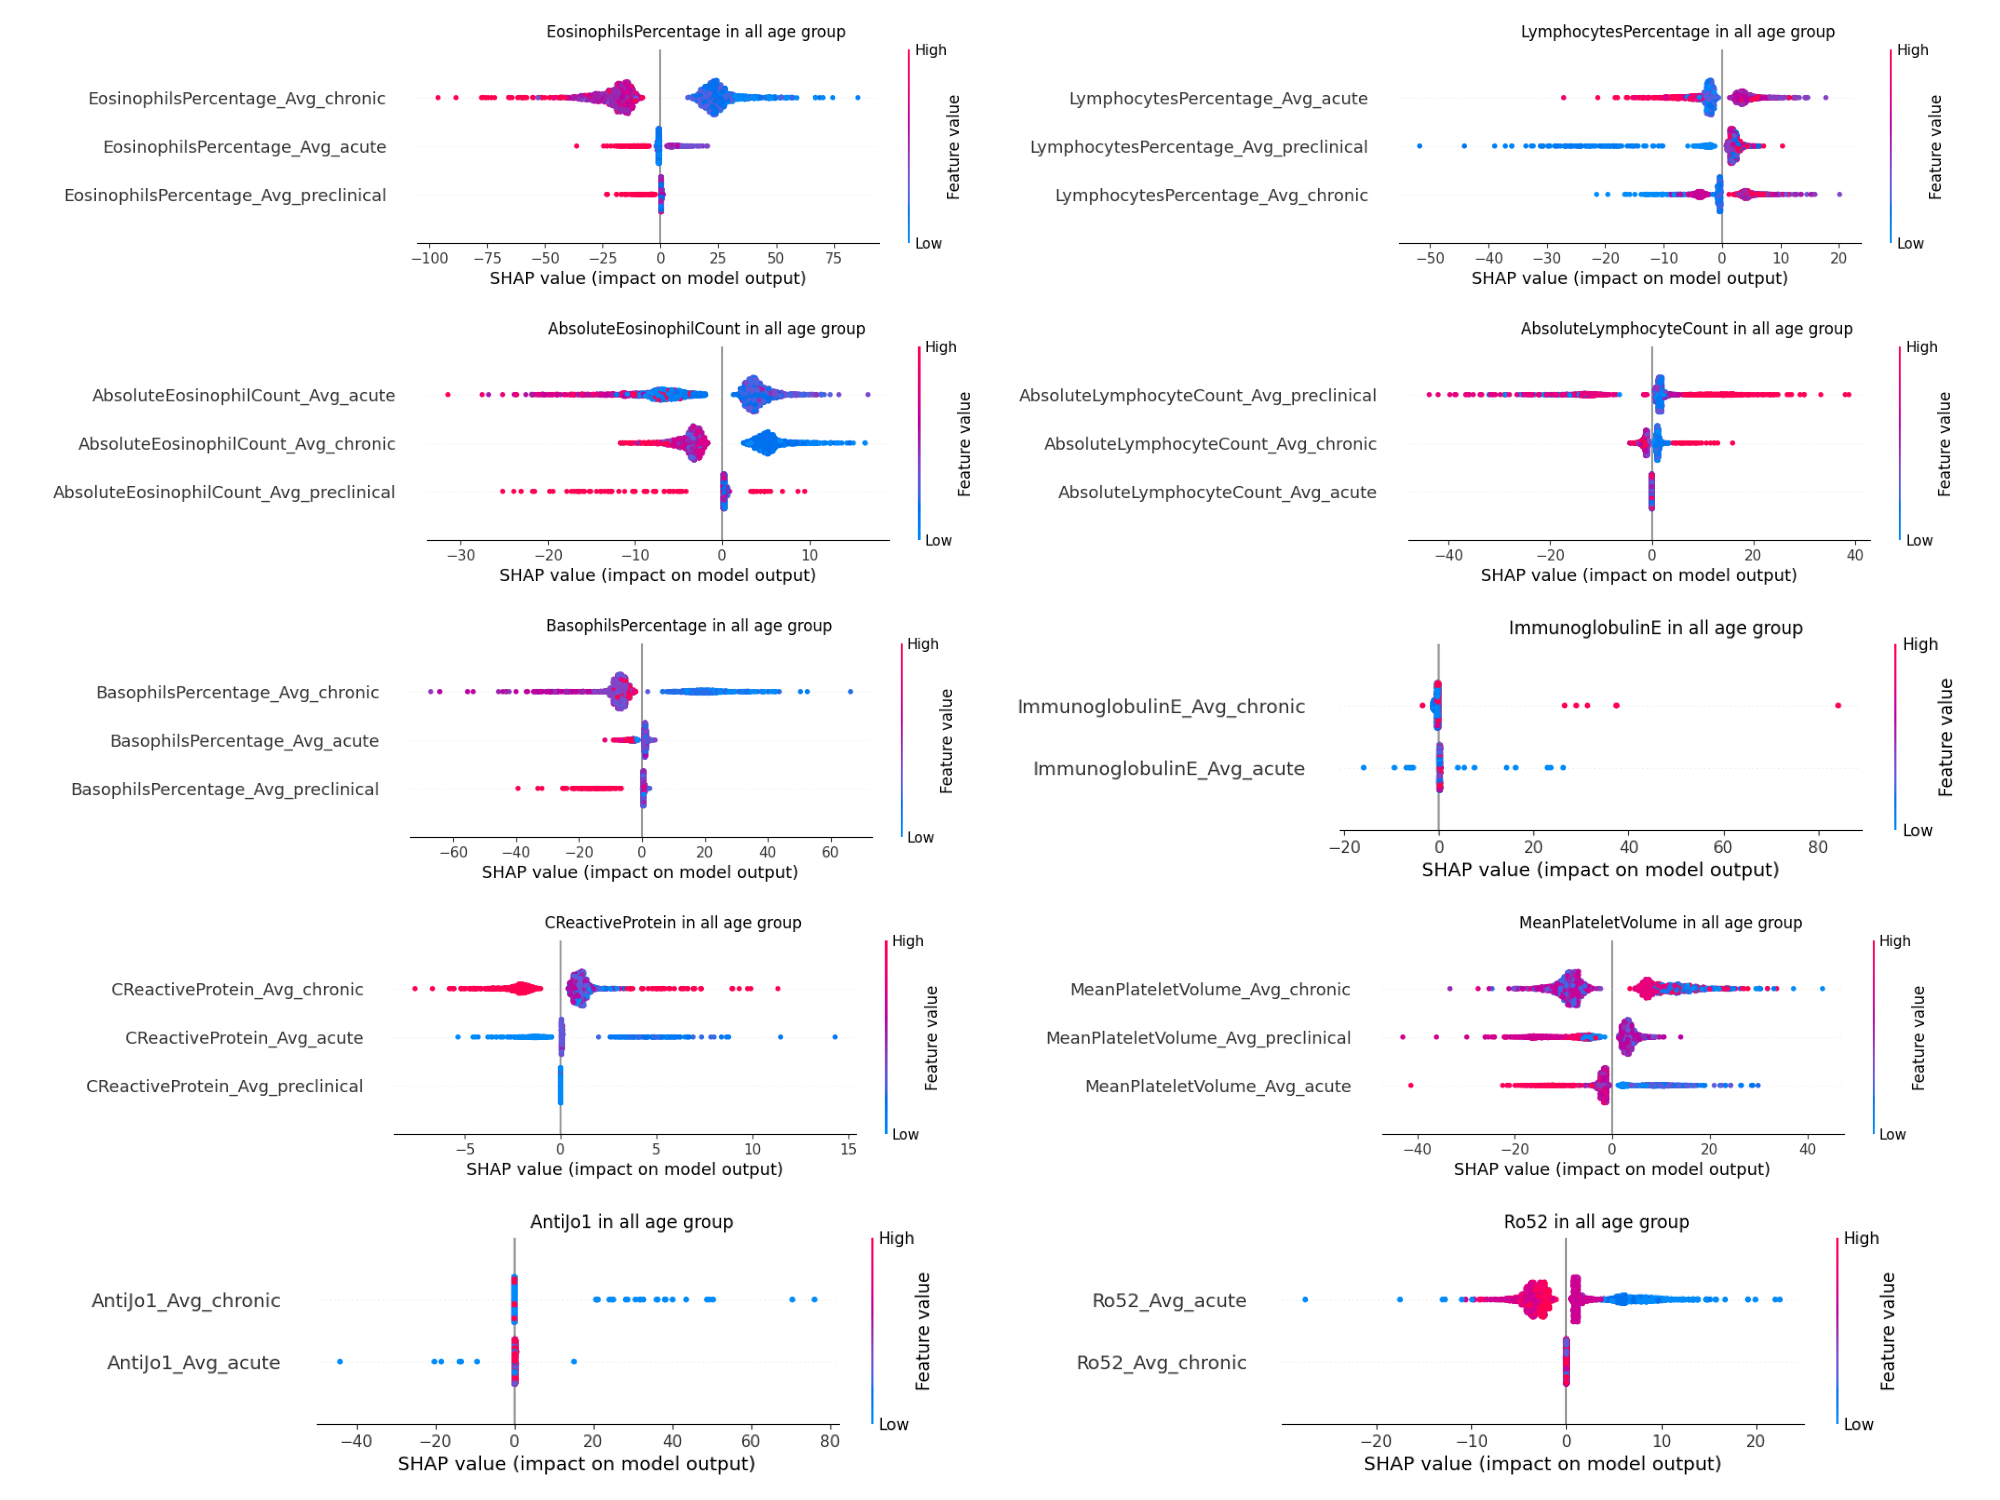 EosinophilsPercentage in all age group
High
EosinophilsPercentage_Avg_chronic
EosinophilsPercentage_Avg_acute
EosinophilsPercentage_Avg_preclinical
Feature value
Low
−100 −75 −50 −25 0 25 50 75
SHAP value (impact on model output)
LymphocytesPercentage in all age group
High
LymphocytesPercentage_Avg_acute
LymphocytesPercentage_Avg_preclinical
LymphocytesPercentage_Avg_chronic
Feature value
Low
−50 −40 −30 −20 −10 0 10 20
SHAP value (impact on model output)
AbsoluteEosinophilCount in all age group
High
AbsoluteEosinophilCount_Avg_acute
AbsoluteEosinophilCount_Avg_chronic
AbsoluteEosinophilCount_Avg_preclinical
Feature value
Low
−30 −20 −10 0 10
SHAP value (impact on model output)
AbsoluteLymphocyteCount in all age group
High
AbsoluteLymphocyteCount_Avg_preclinical
AbsoluteLymphocyteCount_Avg_chronic
AbsoluteLymphocyteCount_Avg_acute
Feature value
Low
−40 −20 0 20 40
SHAP value (impact on model output)
BasophilsPercentage in all age group
High
BasophilsPercentage_Avg_chronic
BasophilsPercentage_Avg_acute
BasophilsPercentage_Avg_preclinical
Feature value
Low
−60 −40 −20 0 20 40 60
SHAP value (impact on model output)
ImmunoglobulinE in all age group
High
ImmunoglobulinE_Avg_chronic
ImmunoglobulinE_Avg_acute
Feature value
Low
−20 0 20 40 60 80
SHAP value (impact on model output)
CReactiveProtein in all age group
High
CReactiveProtein_Avg_chronic
CReactiveProtein_Avg_acute
CReactiveProtein_Avg_preclinical
Feature value
Low
−5 0 5 10 15
SHAP value (impact on model output)
MeanPlateletVolume in all age group
High
MeanPlateletVolume_Avg_chronic
MeanPlateletVolume_Avg_preclinical
MeanPlateletVolume_Avg_acute
Feature value
Low
−40 −20 0 20 40
SHAP value (impact on model output)
AntiJo1 in all age group
High
AntiJo1_Avg_chronic
AntiJo1_Avg_acute
Feature value
Low
−40 −20 0 20 40 60 80
SHAP value (impact on model output)
Ro52 in all age group
High
Ro52_Avg_acute
Ro52_Avg_chronic
Feature value
Low
−20 −10 0 10 20
SHAP value (impact on model output)